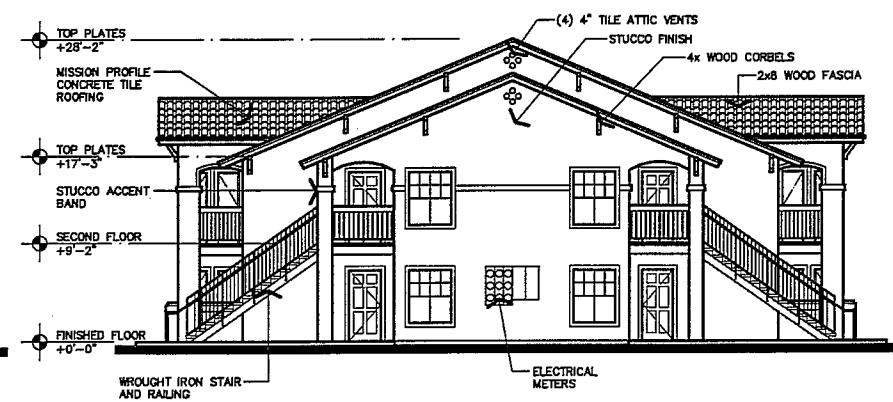 (4) 4" TILE ATTIC VENTS
TOP PLATES
+28'-2"
STUCCO FINISH
4x WOOD CORBELS
MISSION PROFILE
CONCRETE TILE
ROOFING
2x8 WOOD FASCIA
TOP PLATES
+17'-3"
STUCCO ACCENT
BAND
SECOND FLOOR
+9'-2"
FINISHED FLOOR
+0'-0"
WROUGHT IRON STAIR
AND RAILING
ELECTRICAL
METERS